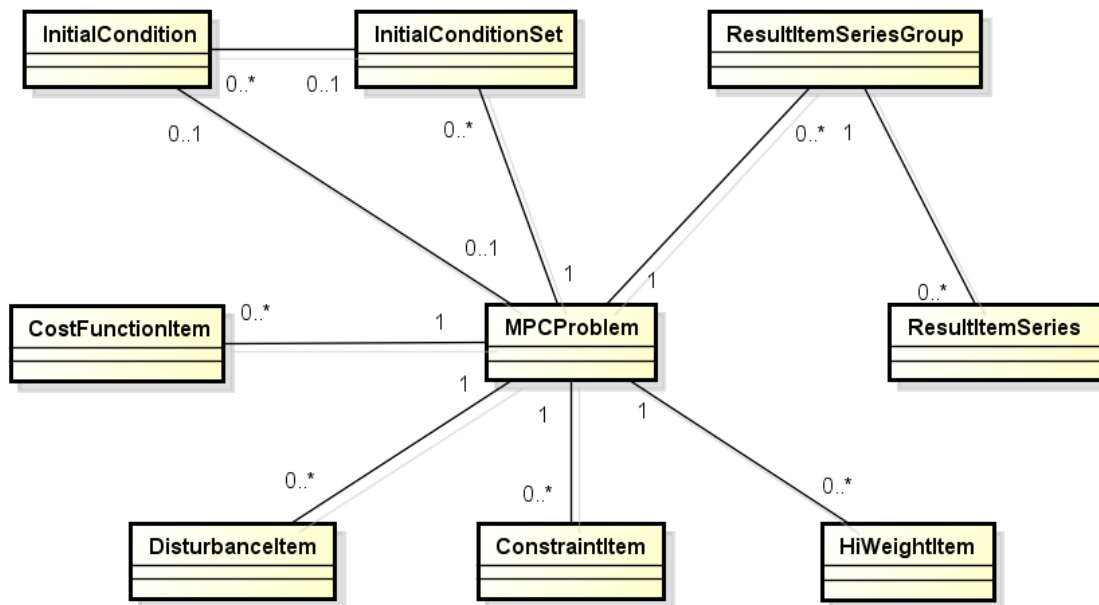 InitialCondition
InitialConditionSet
ResultItemSeriesGroup
0..*
0..1
0..1
0..*
0..*
1
0..1
1
1
0..*
CostFunctionItem
0..*
1
MPCProblem
ResultItemSeries
1
1
1
0..*
0..*
0..*
DisturbanceItem
ConstraintItem
HiWeightItem